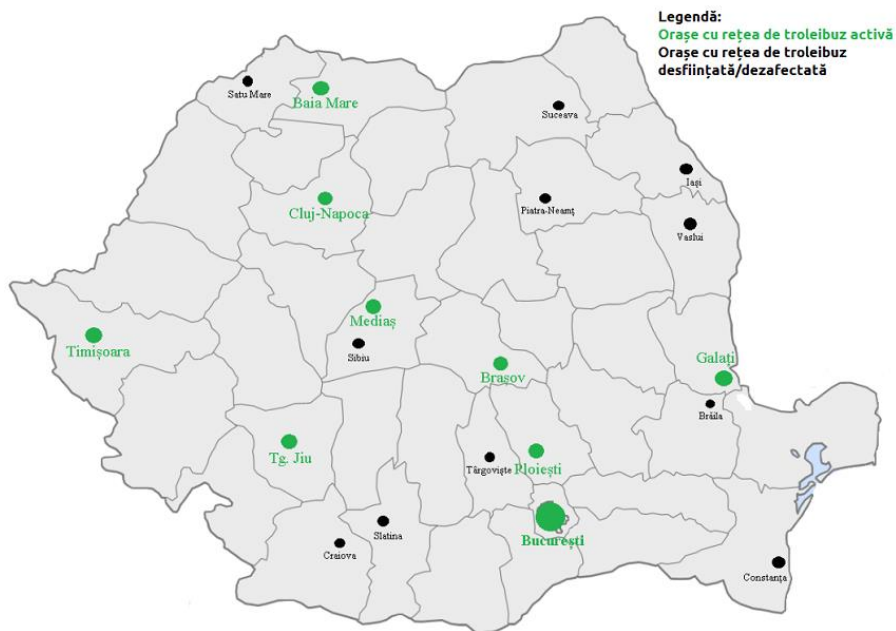 Legendă:
Orașe cu rețea de troleibuz activă
Orașe cu rețea de troleibuz
desființată/dezafectată
Satu Mare
Baia Mare
Suceava
Iași
Cluj-Napoca
Piatra-Neamț
Vaslui
Mediaș
Timișoara
Sibiu
Brașov
Galați
Brăila
Tg. Jiu
Târgoviște
Ploiești
Slatina
Craiova
București
Constanța